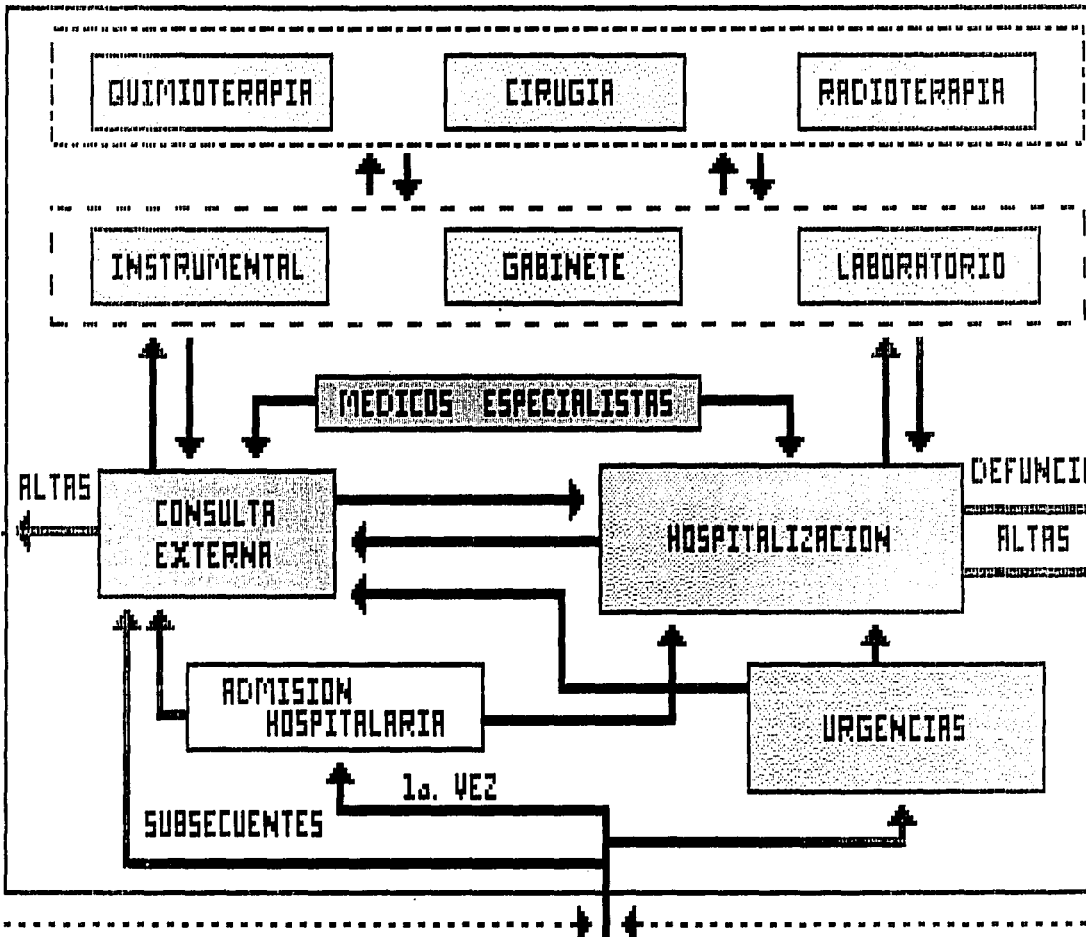 QUIMIOTERAPIA
CIRUGIA
RADIOTERAPIA
INSTRUMENTAL
GABINETE
LABORATORIO
MEDICOS ESPECIALISTAS
ALTAS
CONSULTA
EXTERNA
HOSPITALIZACION
DEFUNCI
ALTAS
ADMISION
HOSPITALARIA
URGENCIAS
1a. VEZ
SUBSECUENTES